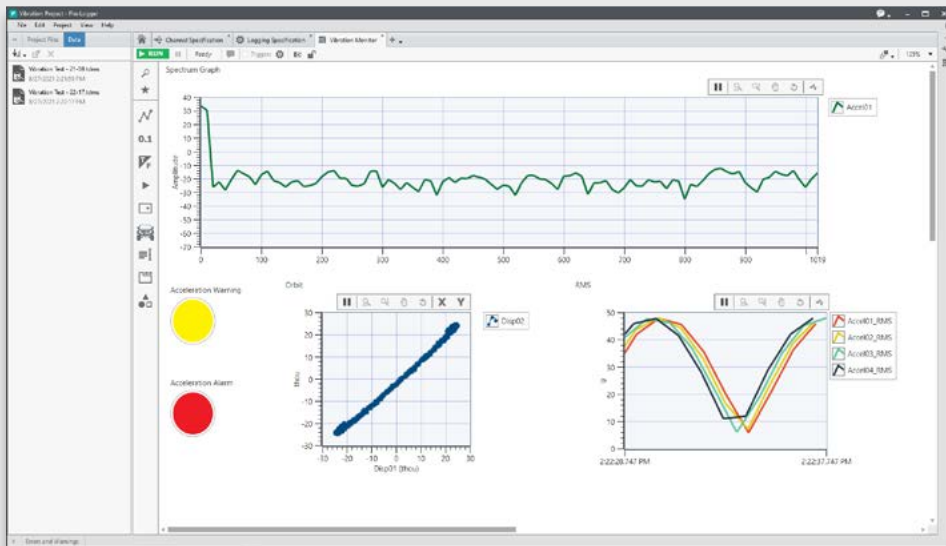 Vibration Project - FlexLogger
File Edit Project View Help
Project Files Data
Channel Specification Logging Specification Vibration Monitor
RUN Ready Triggers 125%
Vibration Test - 21-08.tdms
Vibration Test - 22-17.tdms
Spectrum Graph
Accel01
Amplitude
40
30
20
10
0
-10
-20
-30
-40
-50
-60
-70
0 100 200 300 400 500 600 700 800 900 1019
0.1
Acceleration Warning
Acceleration Alarm
Orbit
X Y
Disp02
thou
30
20
10
0
-10
-20
-30
-30 -20 -10 0 10 20 30
Disp01 (thou)
RMS
Accel01_RMS
Accel02_RMS
Accel03_RMS
Accel04_RMS
g
50
40
30
20
10
0
2:22:28.747 PM 2:22:37.747 PM
Errors and Warnings